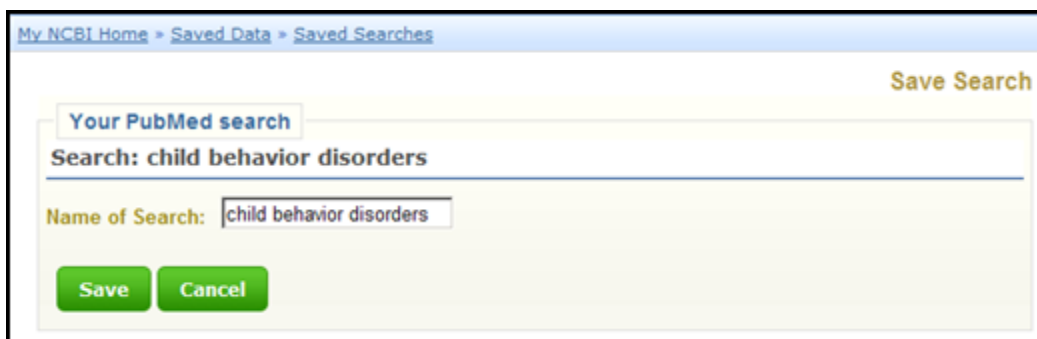 My NCBI Home » Saved Data » Saved Searches
Save Search
Your PubMed search
Search: child behavior disorders
Name of Search: child behavior disorders
Save Cancel